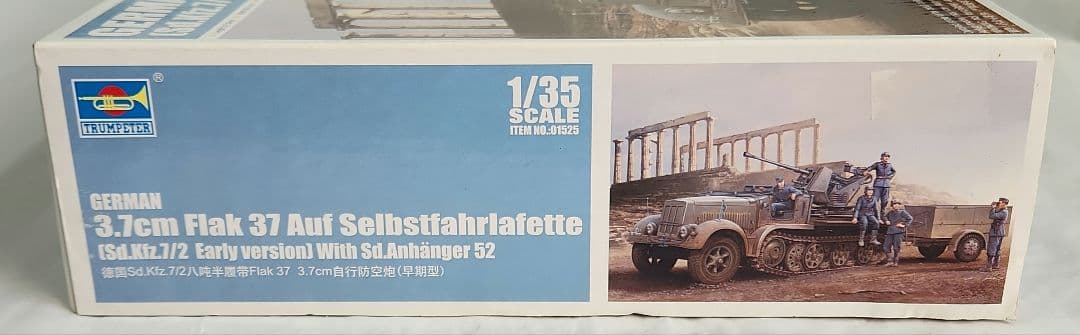 GERMAN
TRUMPETER
®
1/35
SCALE
ITEM NO.:01525
GERMAN
3.7cm Flak 37 Auf Selbstfahrlafette
(Sd.Kfz.7/2 Early version) With Sd.Anhänger 52
德国Sd.Kfz.7/2八吨半履带Flak 37 3.7cm自行防空炮(早期型)